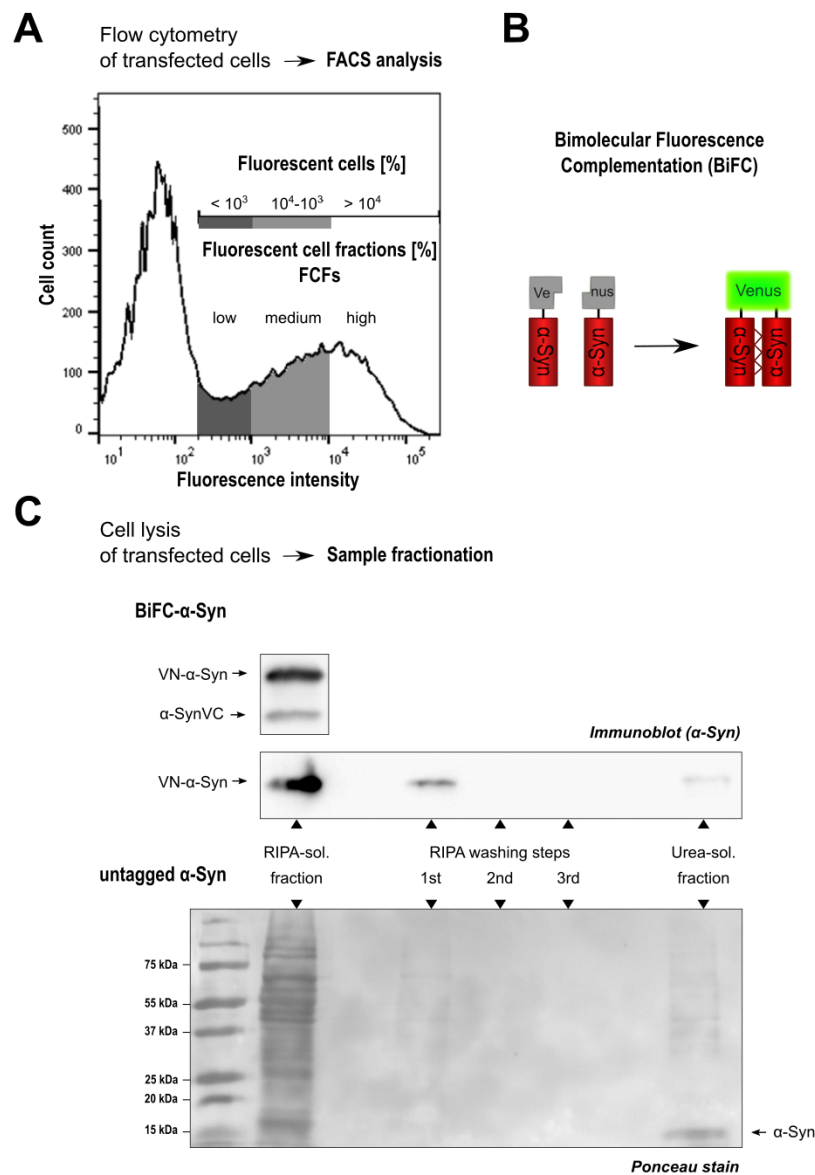 A
Flow cytometry
of transfected cells → FACS analysis
500
400
300
200
100
0
Cell count
Fluorescent cells [%]
< 10³ 10⁴-10³ > 10⁴
Fluorescent cell fractions [%]
FCFs
low medium high
10¹ 10² 10³ 10⁴ 10⁵
Fluorescence intensity
B
Bimolecular Fluorescence
Complementation (BiFC)
Ve nus Venus
α-Syn α-Syn α-Syn α-Syn
C
Cell lysis
of transfected cells → Sample fractionation
BiFC-α-Syn
VN-α-Syn
α-SynVC
Immunoblot (α-Syn)
VN-α-Syn
RIPA-sol. RIPA washing steps Urea-sol.
fraction 1st 2nd 3rd fraction
untagged α-Syn
75 kDa
55 kDa
37 kDa
25 kDa
20 kDa
15 kDa
α-Syn
Ponceau stain